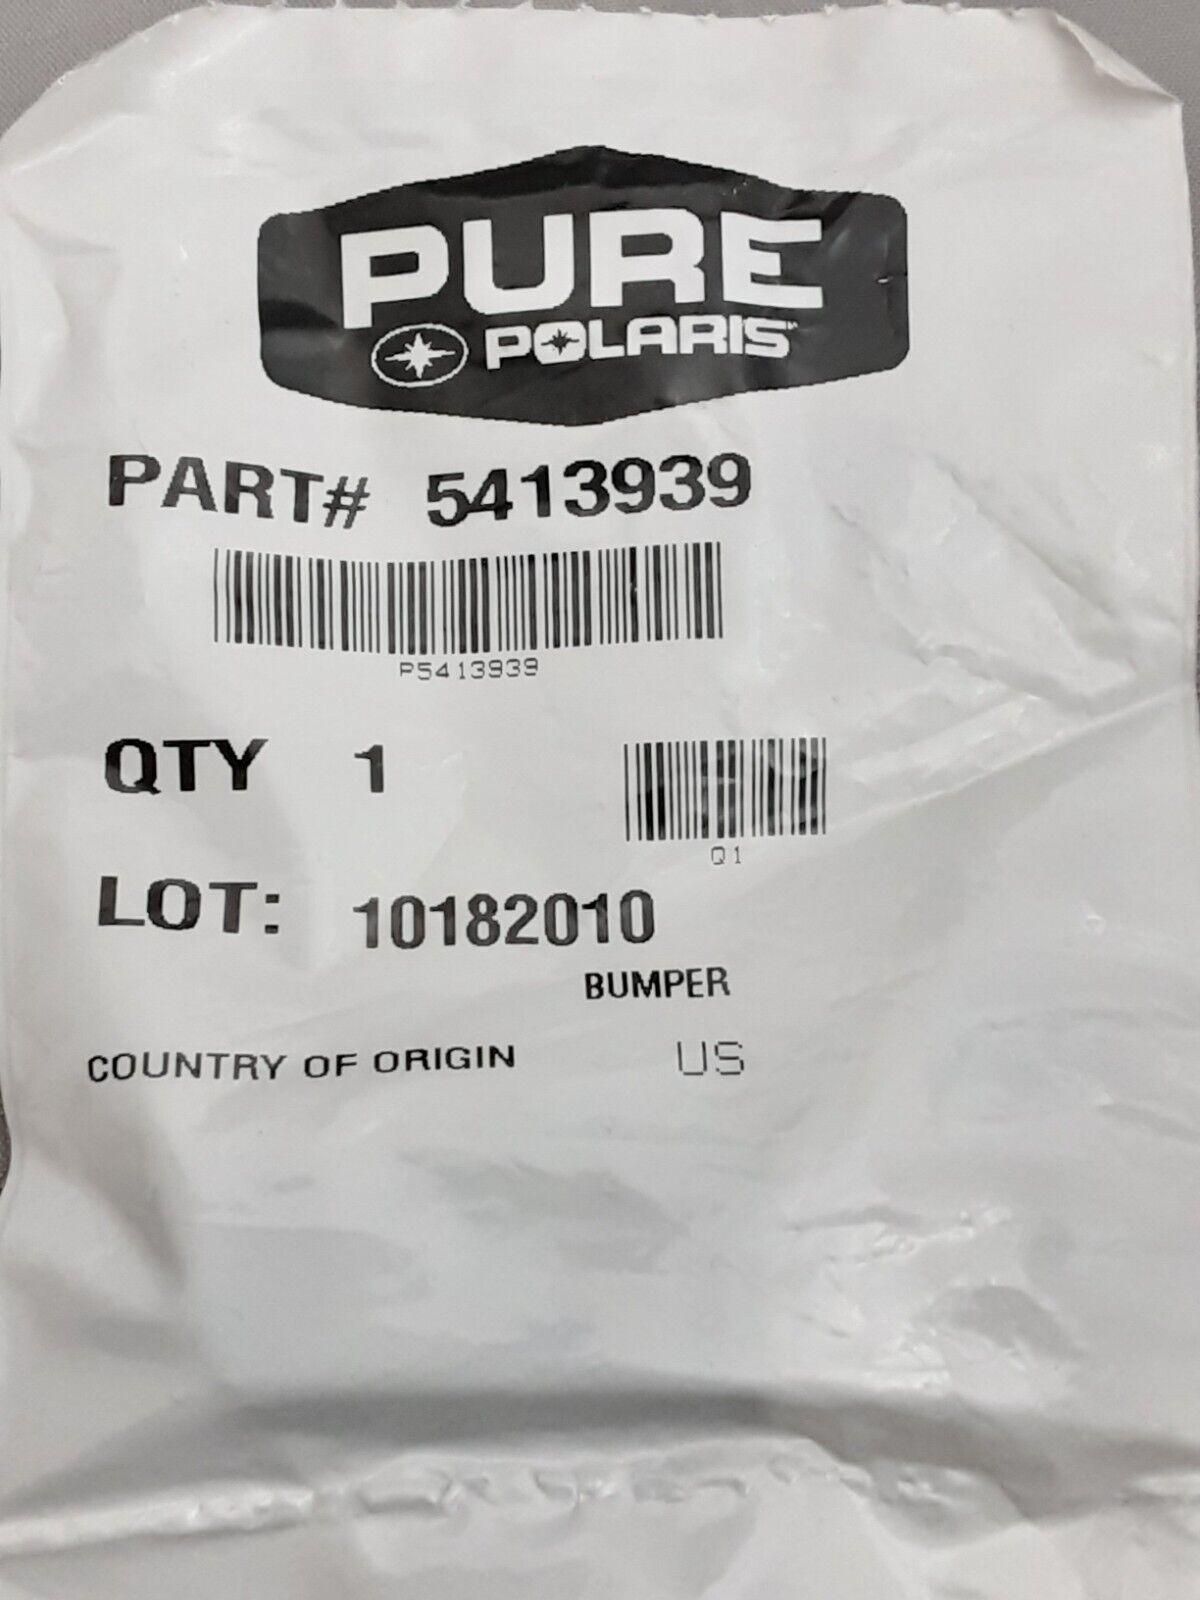 PURE
POLARIS
PART# 5413939
P5413939
QTY 1
Q1
LOT: 10182010
BUMPER
COUNTRY OF ORIGIN US